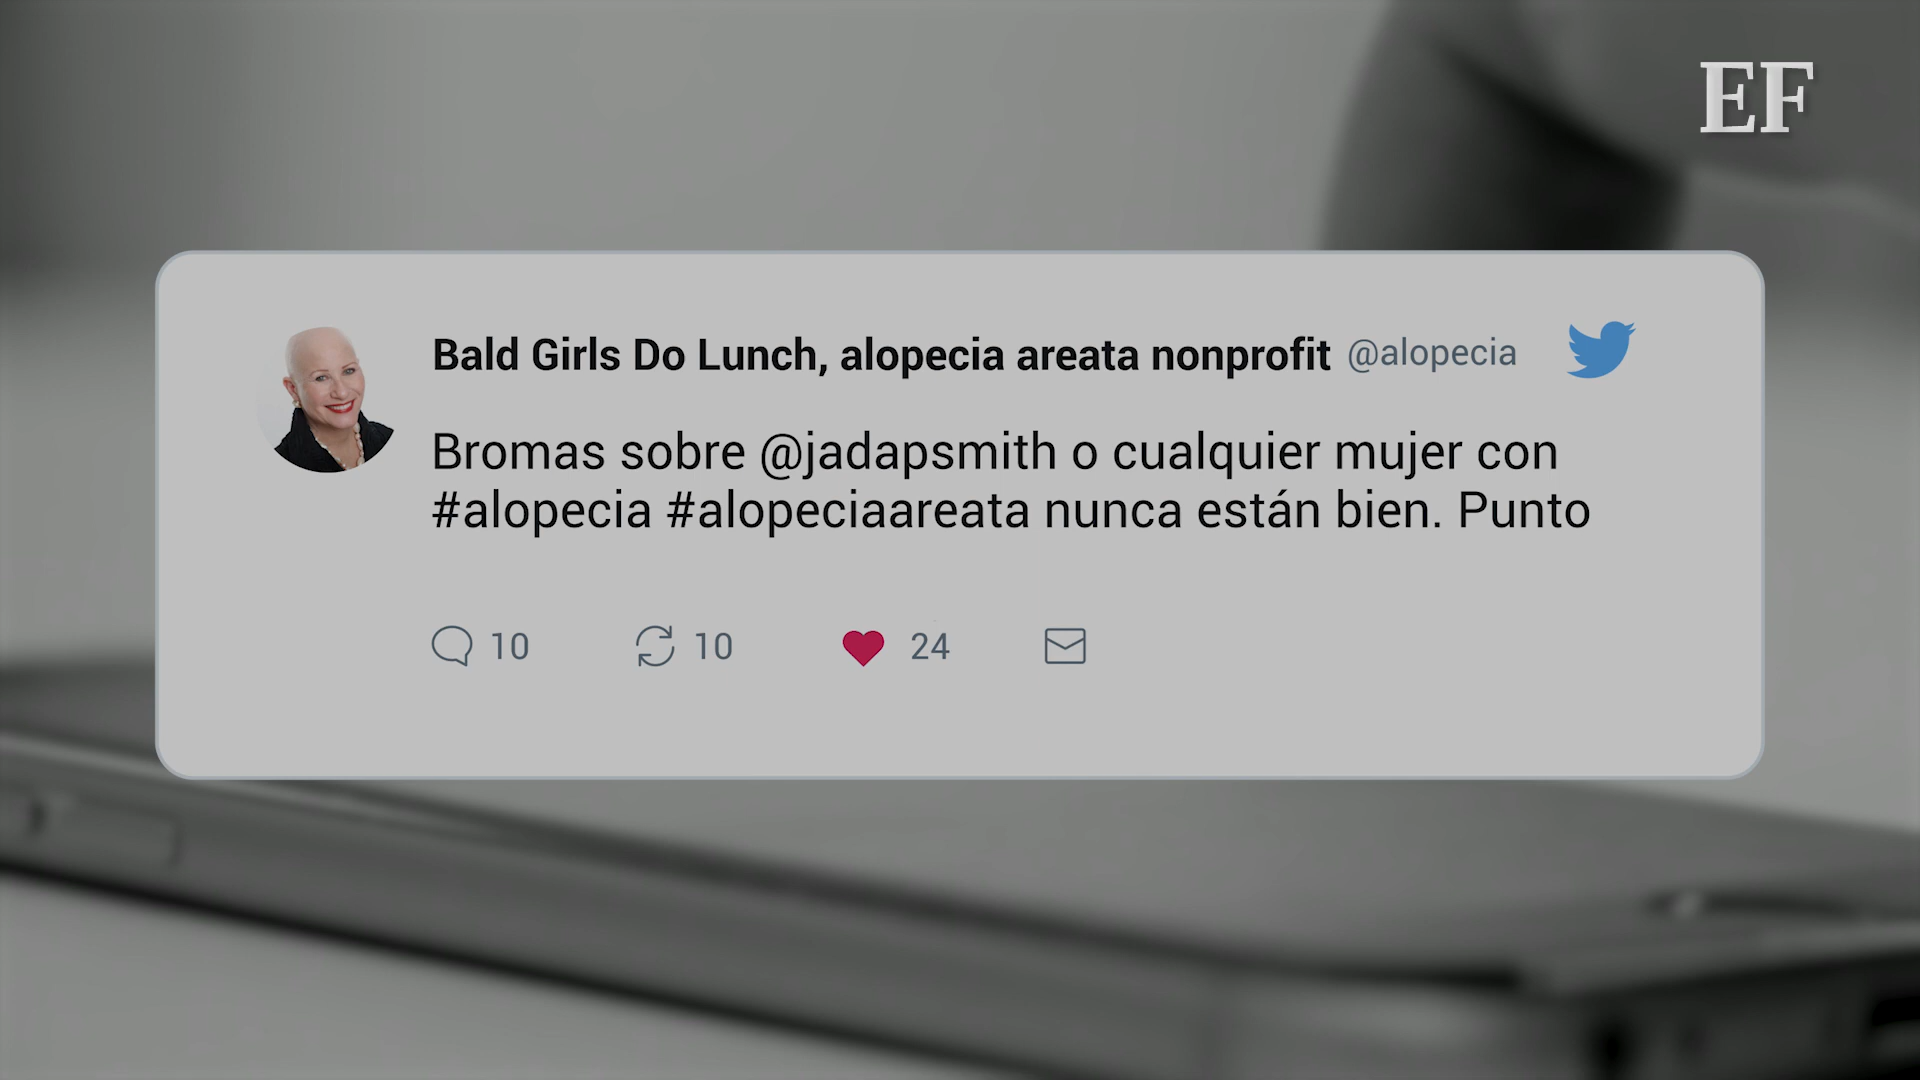 EF
Bald Girls Do Lunch, alopecia areata nonprofit @alopecia
Bromas sobre @jadapsmith o cualquier mujer con
#alopecia #alopeciaareata nunca están bien. Punto
10 10 24